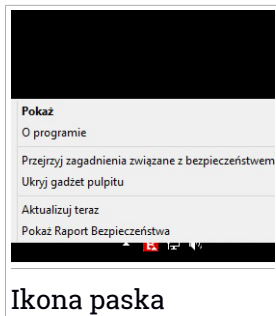 Pokaż
O programie
Przejrzyj zagadnienia związane z bezpieczeństwem
Ukryj gadżet pulpitu
Aktualizuj teraz
Pokaż Raport Bezpieczeństwa
Ikona paska